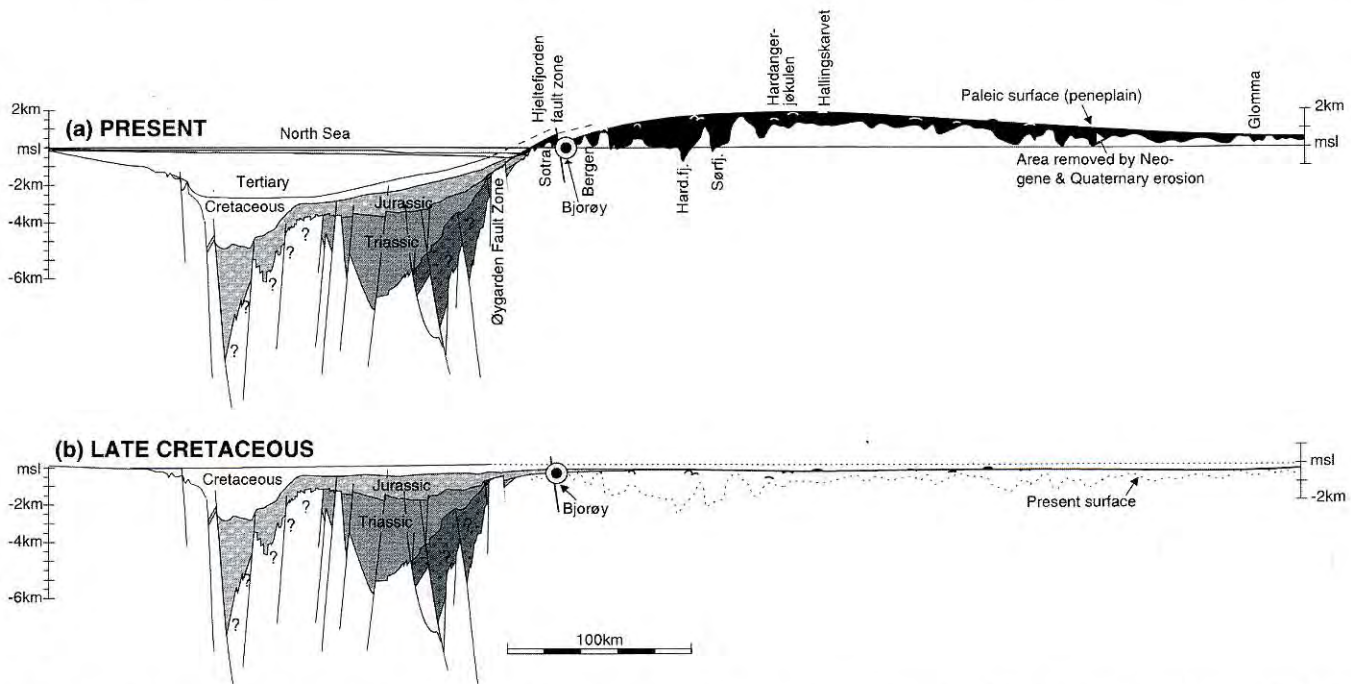 (a) PRESENT
2km
msl
-2km
-4km
-6km
North Sea
Tertiary
Cretaceous
Jurassic
Triassic
?
?
?
?
?
?
?
Øygarden Fault Zone
Hjeltefjorden
fault zone
Sotra
Bjorøy
Bergen
Hard.fj.
Sørfj.
Hardanger-
jøkulen
Hallingskarvet
Paleic surface (peneplain)
Area removed by Neo-
gene & Quaternary erosion
Glomma
2km
msl
(b) LATE CRETACEOUS
msl
-2km
-4km
-6km
Cretaceous
Jurassic
Triassic
?
?
?
?
?
?
?
Bjorøy
Present surface
msl
-2km
100km